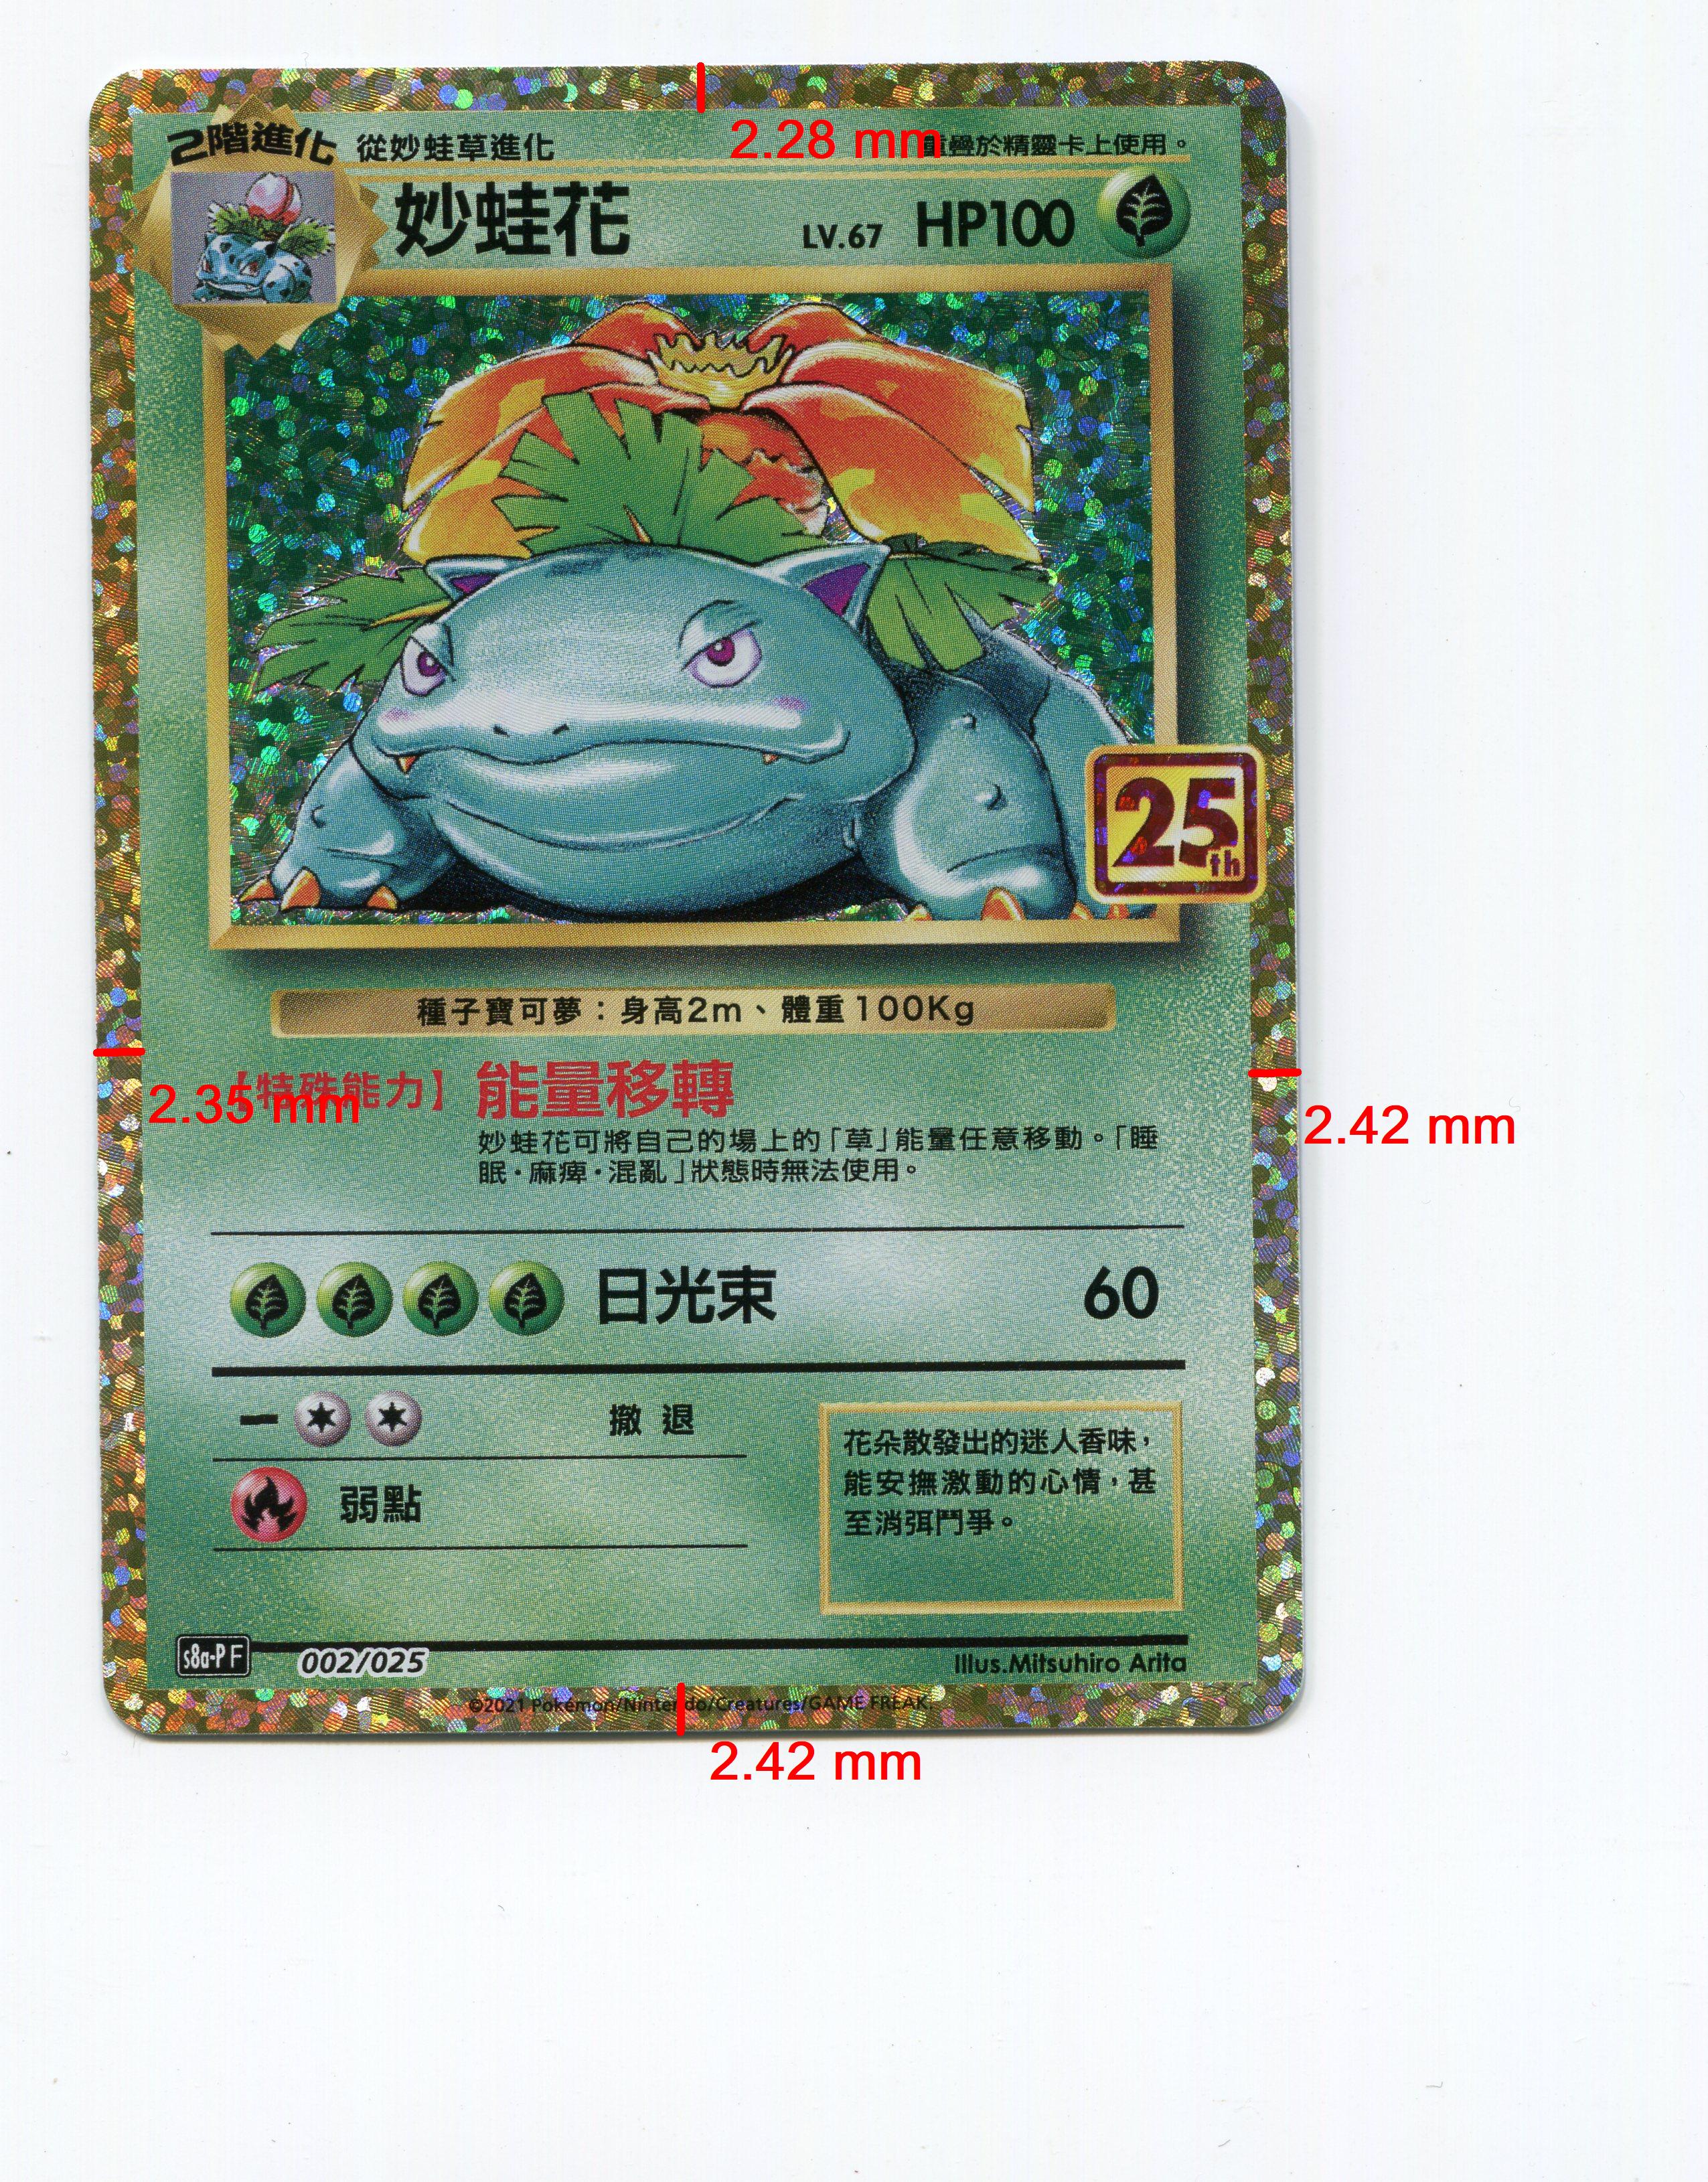 2階進化 從妙蛙草進化 重疊於精靈卡上使用。
2.28 mm
妙蛙花 LV.67 HP100
25th
種子寶可夢：身高2m、體重100Kg
【特殊能力】 能量移轉
2.35 mm
2.42 mm
妙蛙花可將自己的場上的「草」能量任意移動。「睡
眠・麻痺・混亂」狀態時無法使用。
日光束 60
撤 退
弱點
花朵散發出的迷人香味，
能安撫激動的心情，甚
至消弭鬥爭。
s8a-P F 002/025 Illus.Mitsuhiro Arita
©2021 Pokémon/Nintendo/Creatures/GAME FREAK.
2.42 mm